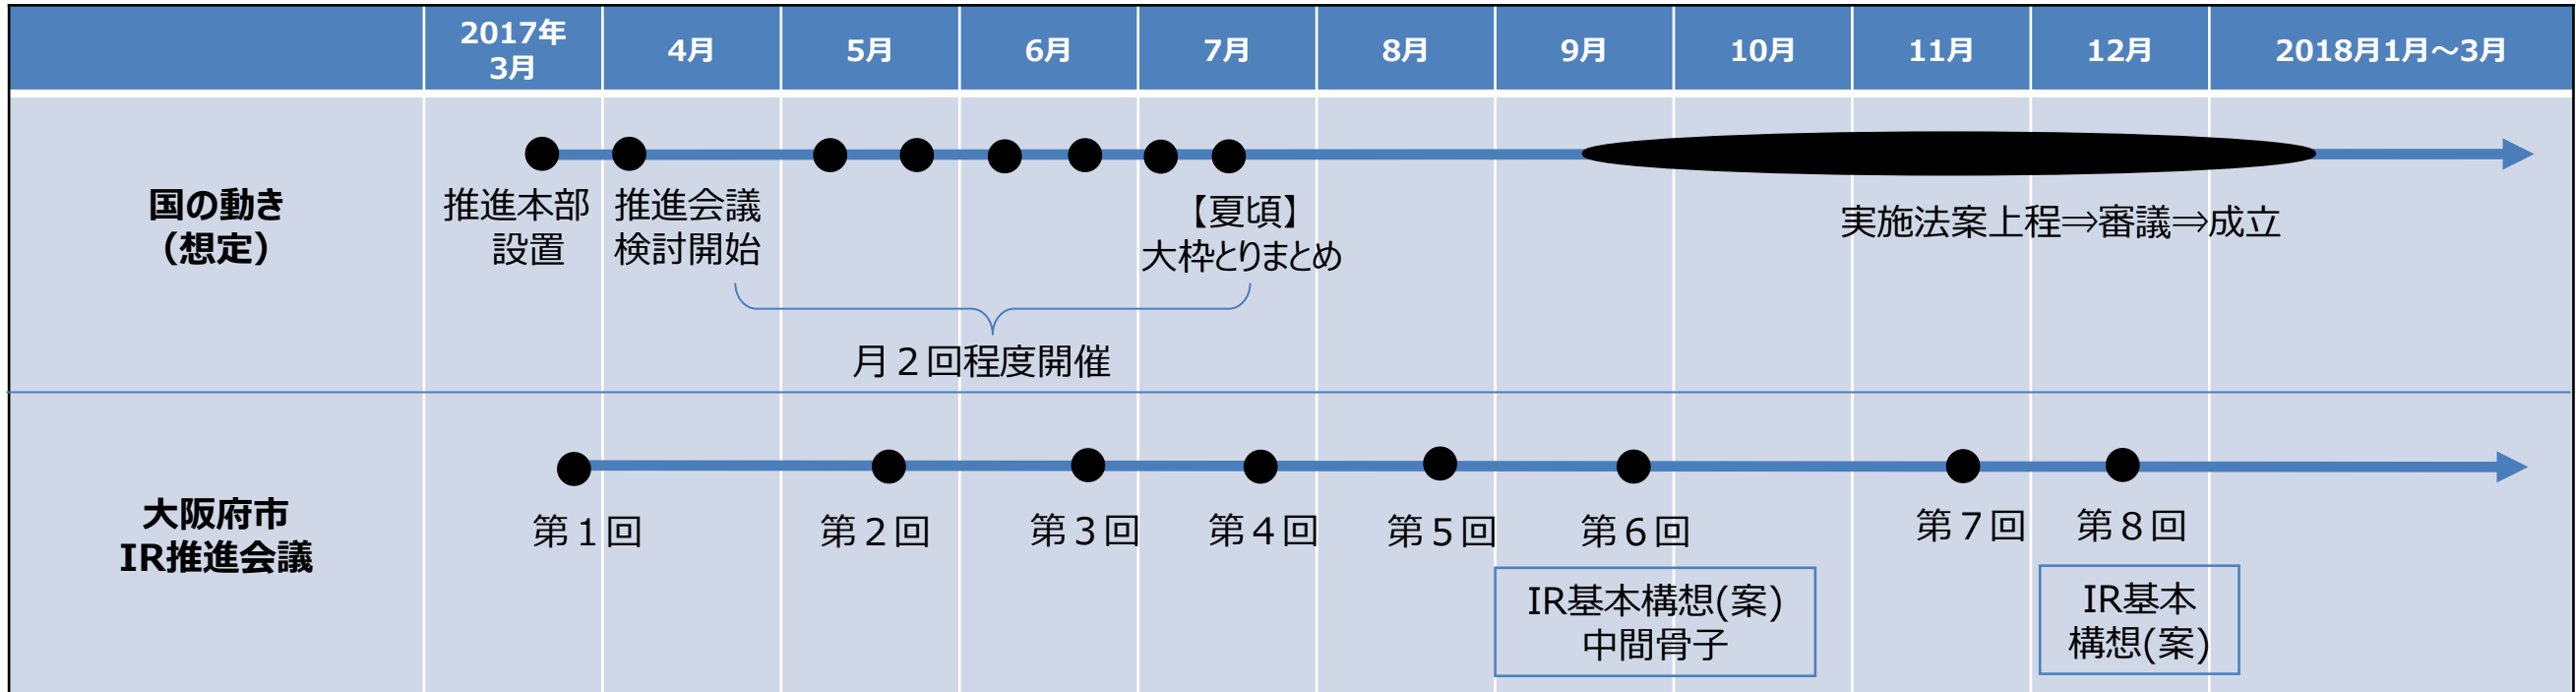 2017年
3月
4月
5月
6月
7月
8月
9月
10月
11月
12月
2018月1月～3月
国の動き
（想定）
推進本部
設置
推進会議
検討開始
【夏頃】
大枠とりまとめ
実施法案上程⇒審議⇒成立
月２回程度開催
大阪府市
IR推進会議
第１回
第２回
第３回
第４回
第５回
第６回
第７回
第８回
IR基本構想(案)
中間骨子
IR基本
構想(案)